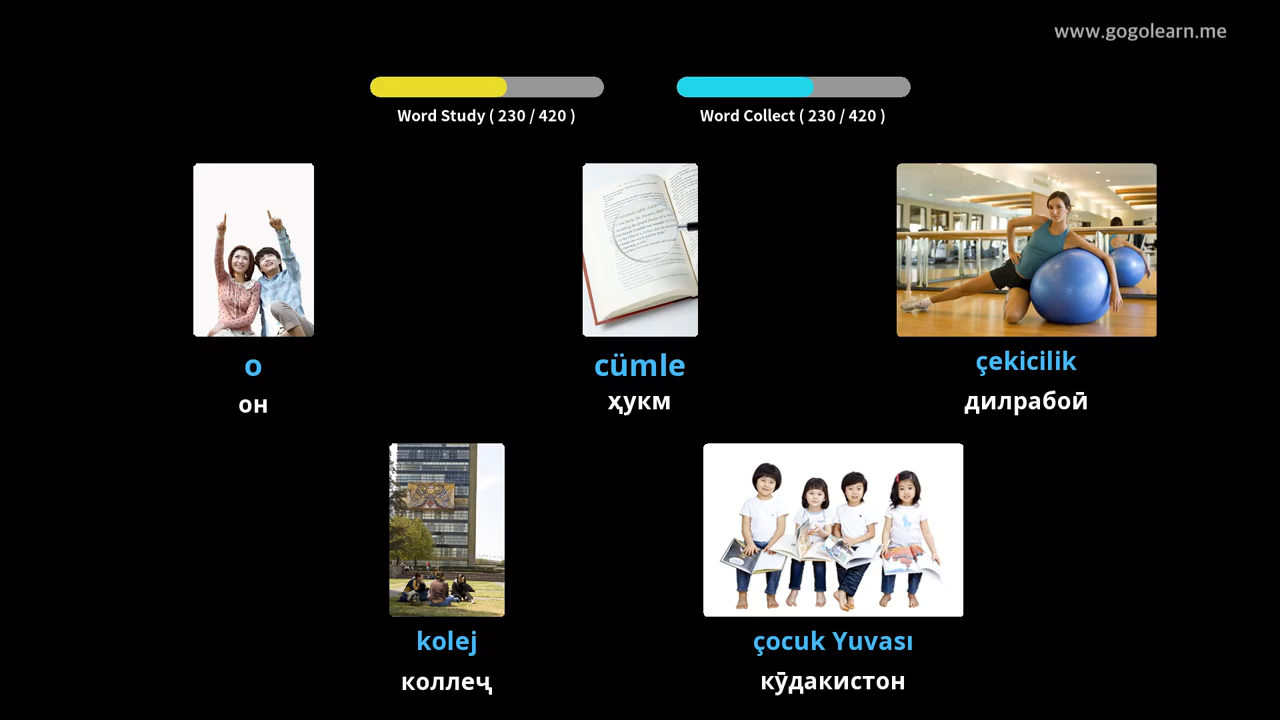 www.gogolearn.me
Word Study ( 230 / 420 )
Word Collect ( 230 / 420 )
o
он
cümle
ҳукм
çekicilik
дилрабоӣ
kolej
коллеҷ
çocuk Yuvası
кӯдакистон